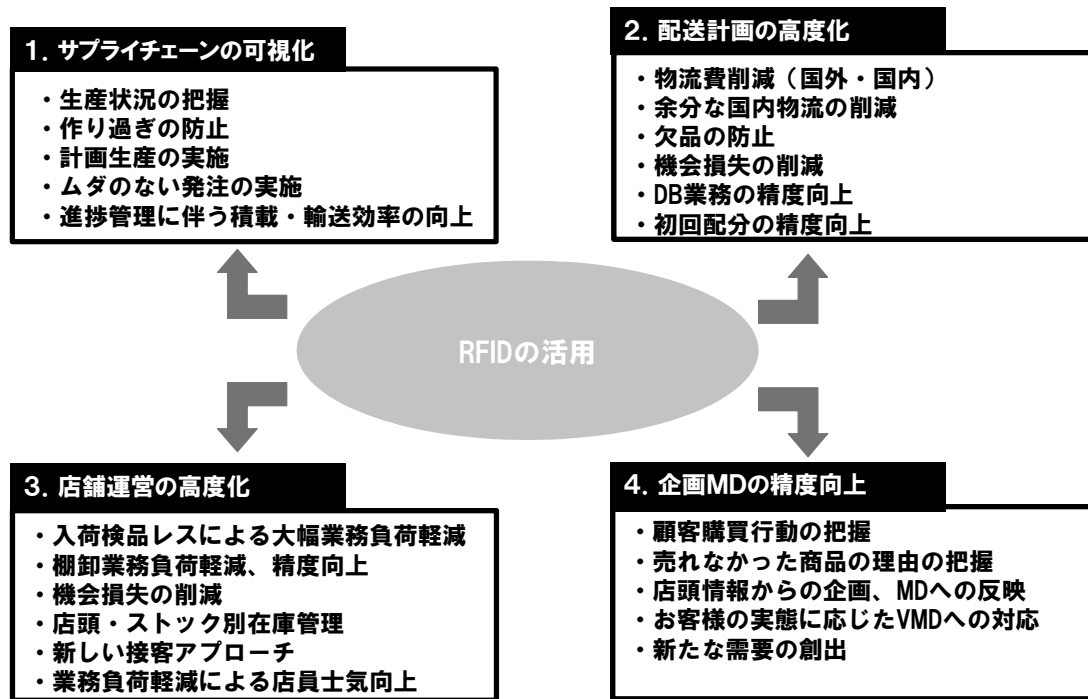 1. サプライチェーンの可視化
・生産状況の把握
・作り過ぎの防止
・計画生産の実施
・ムダのない発注の実施
・進捗管理に伴う積載・輸送効率の向上
2. 配送計画の高度化
・物流費削減（国外・国内）
・余分な国内物流の削減
・欠品の防止
・機会損失の削減
・DB業務の精度向上
・初回配分の精度向上
RFIDの活用
3. 店舗運営の高度化
・入荷検品レスによる大幅業務負荷軽減
・棚卸業務負荷軽減、精度向上
・機会損失の削減
・店頭・ストック別在庫管理
・新しい接客アプローチ
・業務負荷軽減による店員士気向上
4. 企画MDの精度向上
・顧客購買行動の把握
・売れなかった商品の理由の把握
・店頭情報からの企画、MDへの反映
・お客様の実態に応じたVMDへの対応
・新たな需要の創出